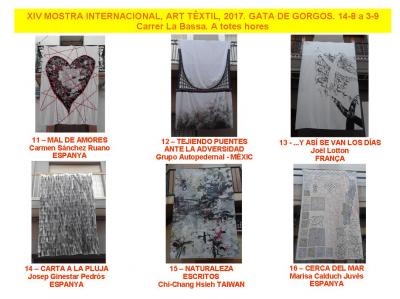 XIV MOSTRA INTERNACIONAL, ART TÈXTIL, 2017. GATA DE GORGOS. 14-8 a 3-9
Carrer La Bassa. A totes hores
11 – MAL DE AMORES
Carmen Sánchez Ruano
ESPANYA
12 – TEJIENDO PUENTES
ANTE LA ADVERSIDAD
Grupo Autopedernal - MÈXIC
13 - ...Y ASÍ SE VAN LOS DÍAS
Joël Lotton
FRANÇA
14 – CARTA A LA PLUJA
Josep Ginestar Pedrós
ESPANYA
15 – NATURALEZA
ESCRITOS
Chi-Chang Hsieh TAIWAN
16 – CERCA DEL MAR
Marisa Calduch Juvés
ESPANYA